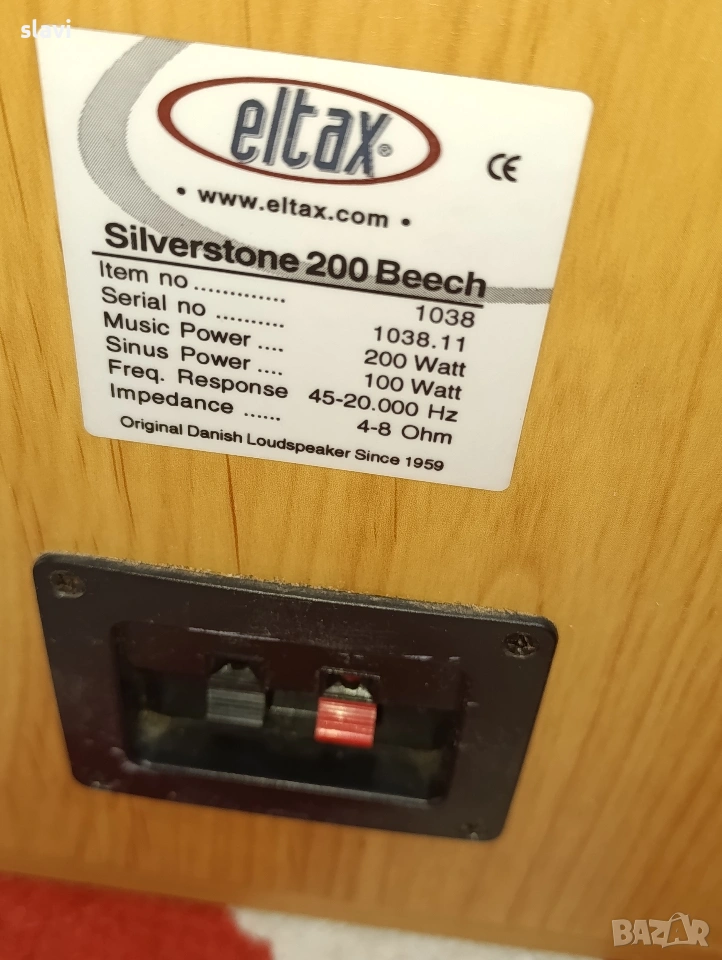 slavi
eltax®
• www.eltax.com •
CE
Silverstone 200 Beech
Item no ............. 1038
Serial no .......... 1038.11
Music Power .... 200 Watt
Sinus Power .... 100 Watt
Freq. Response 45-20.000 Hz
Impedance ...... 4-8 Ohm
Original Danish Loudspeaker Since 1959
BAZAR